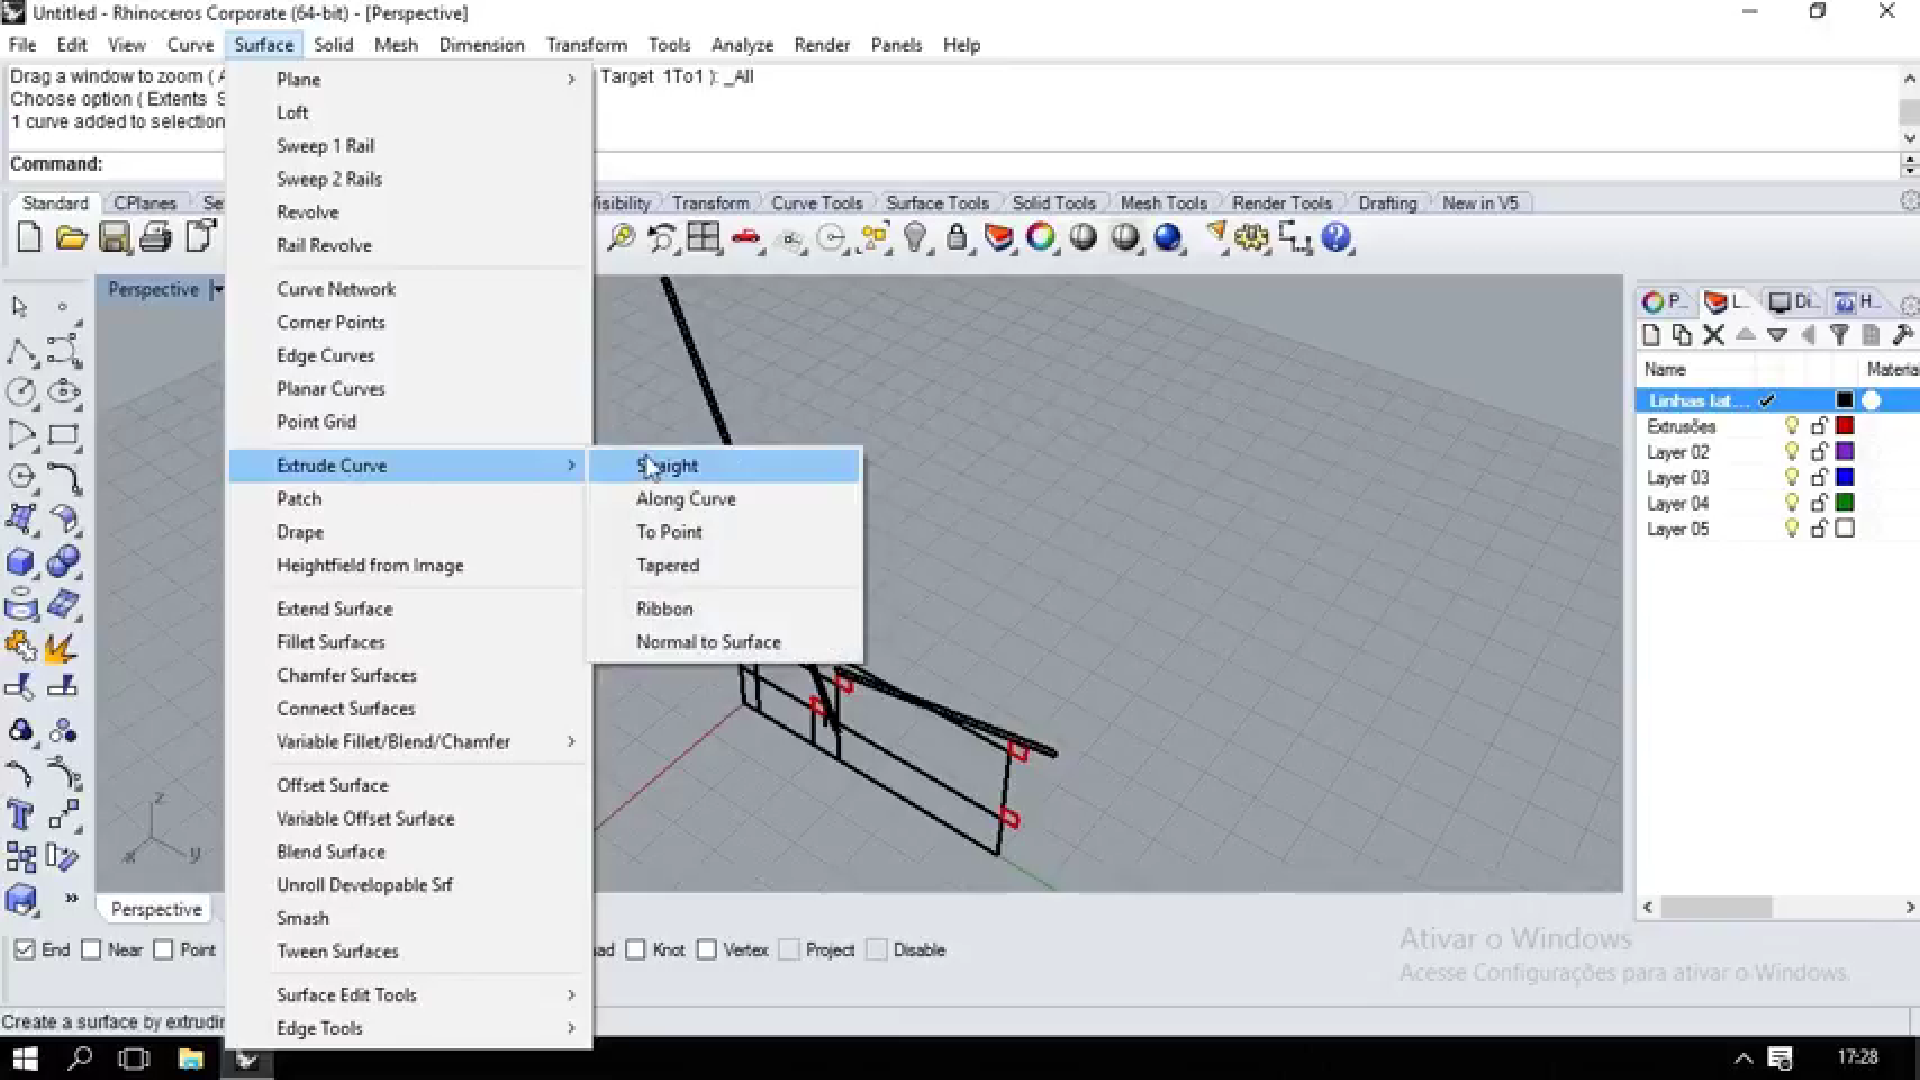 Untitled - Rhinoceros Corporate (64-bit) - [Perspective]
File Edit View Curve Surface Solid Mesh Dimension Transform Tools Analyze Render Panels Help
Drag a window to zoom ( Target 1To1 ): _All
Choose option ( Extents S
1 curve added to selection
Command:
Standard CPlanes Se isibility Transform Curve Tools Surface Tools Solid Tools Mesh Tools Render Tools Drafting New in V5
Perspective
Plane
Loft
Sweep 1 Rail
Sweep 2 Rails
Revolve
Rail Revolve
Curve Network
Corner Points
Edge Curves
Planar Curves
Point Grid
Extrude Curve
Patch
Drape
Heightfield from Image
Extend Surface
Fillet Surfaces
Chamfer Surfaces
Connect Surfaces
Variable Fillet/Blend/Chamfer
Offset Surface
Variable Offset Surface
Blend Surface
Unroll Developable Srf
Smash
Tween Surfaces
Surface Edit Tools
Edge Tools
Straight
Along Curve
To Point
Tapered
Ribbon
Normal to Surface
P... L... Di... H...
Name Materia
Linhas lat...
Extrusões
Layer 02
Layer 03
Layer 04
Layer 05
z
x y
Perspective
End Near Point ad Knot Vertex Project Disable
Ativar o Windows
Acesse Configurações para ativar o Windows.
Create a surface by extrudin
17:28